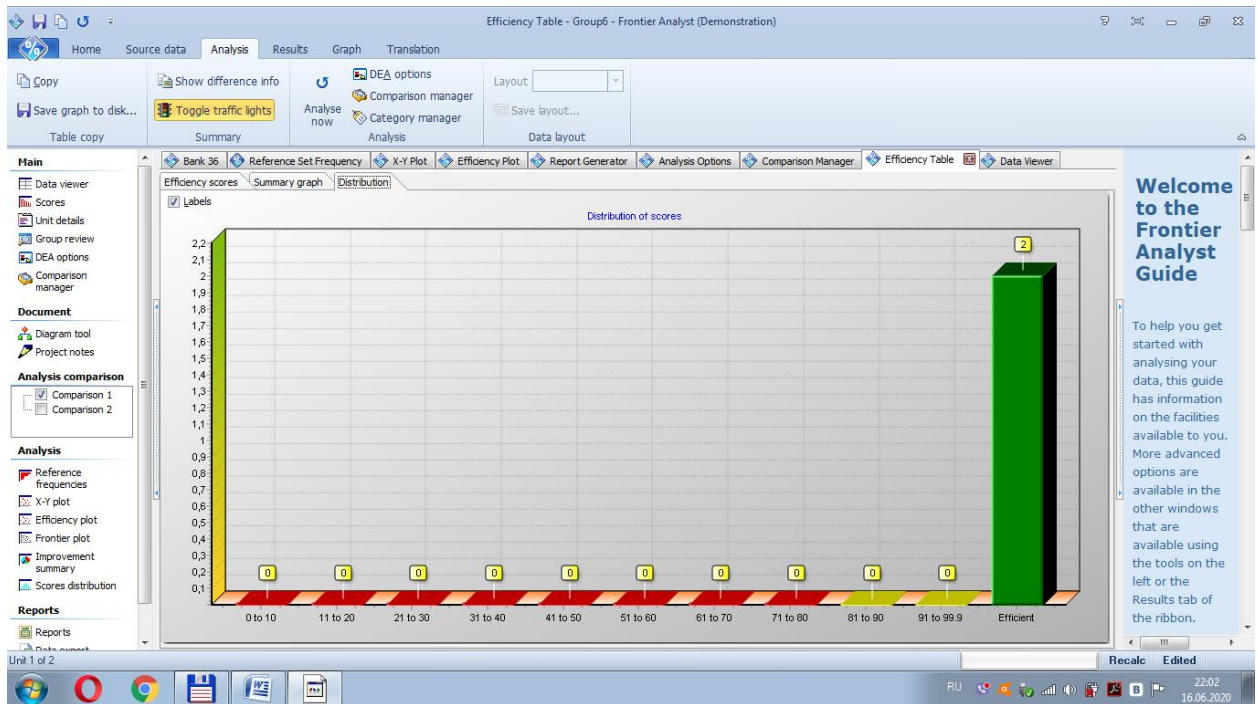 Efficiency Table - Group6 - Frontier Analyst (Demonstration)
Home Source data Analysis Results Graph Translation
Copy
Save graph to disk...
Table copy
Show difference info
Toggle traffic lights
Summary
Analyse now
DEA options
Comparison manager
Category manager
Analysis
Layout
Save layout...
Data layout
Main
Data viewer
Scores
Unit details
Group review
DEA options
Comparison
manager
Document
Diagram tool
Project notes
Analysis comparison
Comparison 1
Comparison 2
Analysis
Reference
frequencies
X-Y plot
Efficiency plot
Frontier plot
Improvement
summary
Scores distribution
Reports
Reports
Data export
Bank 36 Reference Set Frequency X-Y Plot Efficiency Plot Report Generator Analysis Options Comparison Manager Efficiency Table Data Viewer
Efficiency scores Summary graph Distribution
Labels
Distribution of scores
2,2
2,1
2
1,9
1,8
1,7
1,6
1,5
1,4
1,3
1,2
1,1
1
0,9
0,8
0,7
0,6
0,5
0,4
0,3
0,2
0,1
0 0 0 0 0 0 0 0 0 0 2
0 to 10 11 to 20 21 to 30 31 to 40 41 to 50 51 to 60 61 to 70 71 to 80 81 to 90 91 to 99.9 Efficient
Welcome
to the
Frontier
Analyst
Guide
To help you get
started with
analysing your
data, this guide
has information
on the facilities
available to you.
More advanced
options are
available in the
other windows
that are
available using
the tools on the
left or the
Results tab of
the ribbon.
Unit 1 of 2
Recalc Edited
RU
22:02
16.06.2020